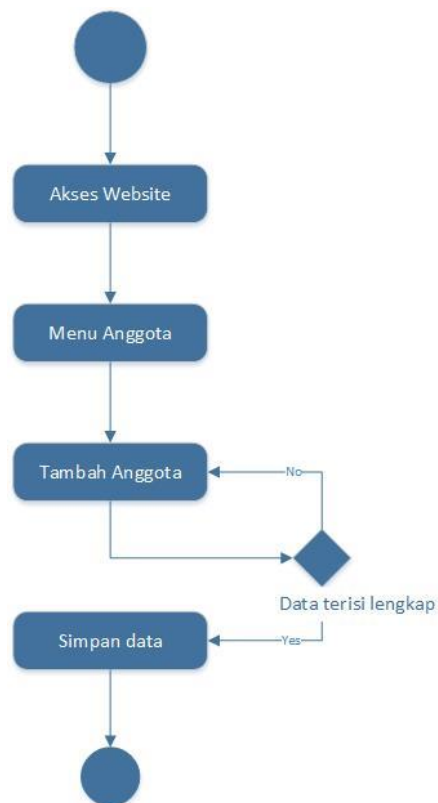 Akses Website
Menu Anggota
Tambah Anggota
No
Data terisi lengkap
Yes
Simpan data